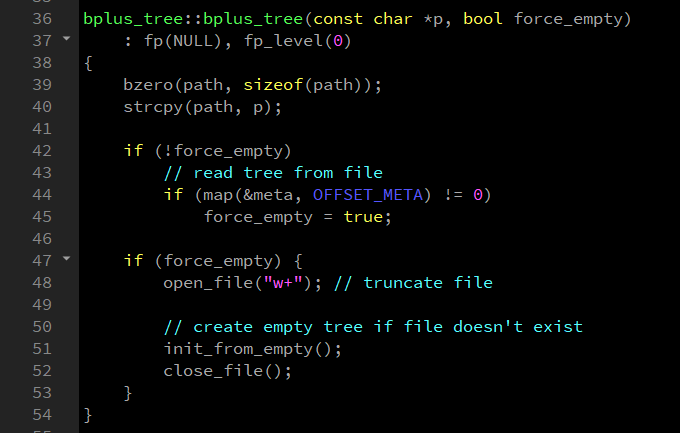 36 bplus_tree::bplus_tree(const char *p, bool force_empty)
37     : fp(NULL), fp_level(0)
38 {
39     bzero(path, sizeof(path));
40     strcpy(path, p);
41
42     if (!force_empty)
43         // read tree from file
44         if (map(&meta, OFFSET_META) != 0)
45             force_empty = true;
46
47     if (force_empty) {
48         open_file("w+"); // truncate file
49
50         // create empty tree if file doesn't exist
51         init_from_empty();
52         close_file();
53     }
54 }